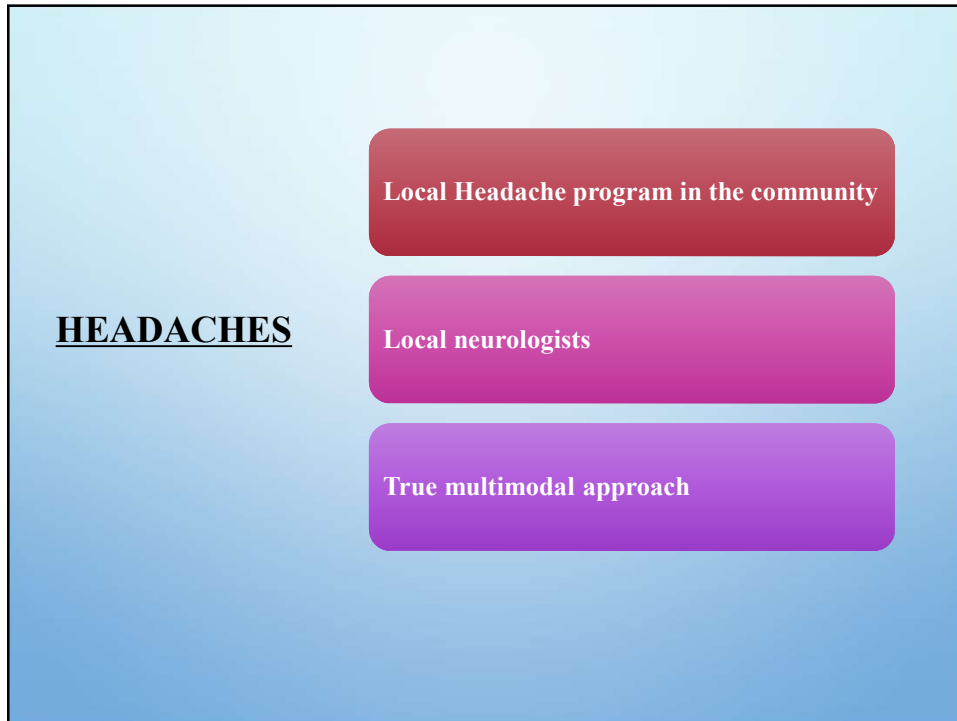 HEADACHES
Local Headache program in the community
Local neurologists
True multimodal approach